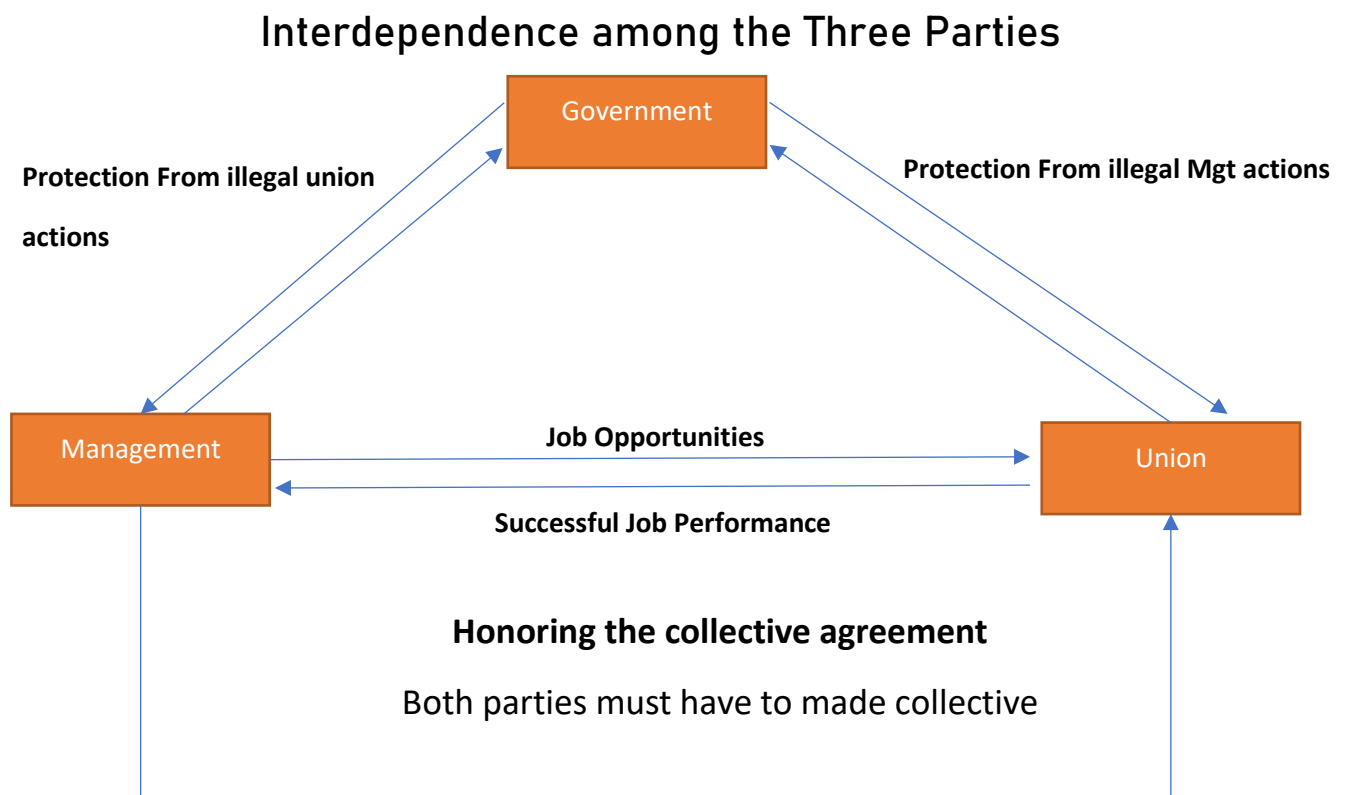 Interdependence among the Three Parties
Government
Protection From illegal union
actions
Protection From illegal Mgt actions
Management
Job Opportunities
Union
Successful Job Performance
Honoring the collective agreement
Both parties must have to made collective